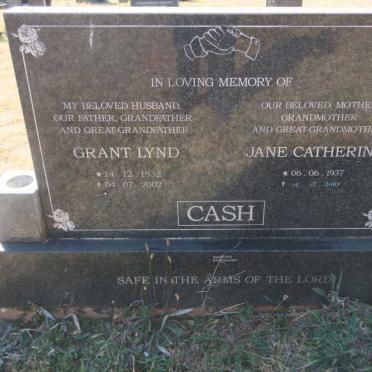 IN LOVING MEMORY OF
MY BELOVED HUSBAND,
OUR FATHER, GRANDFATHER
AND GREAT-GRANDFATHER
GRANT LYND
★ 14. 12. 1932
✝ 04. 07. 2002
OUR BELOVED MOTHE
GRANDMOTHER
AND GREAT-GRANDMOTHE
JANE CATHERIN
★ 06. 06. 1937
CASH
SAFE IN THE ARMS OF THE LORD